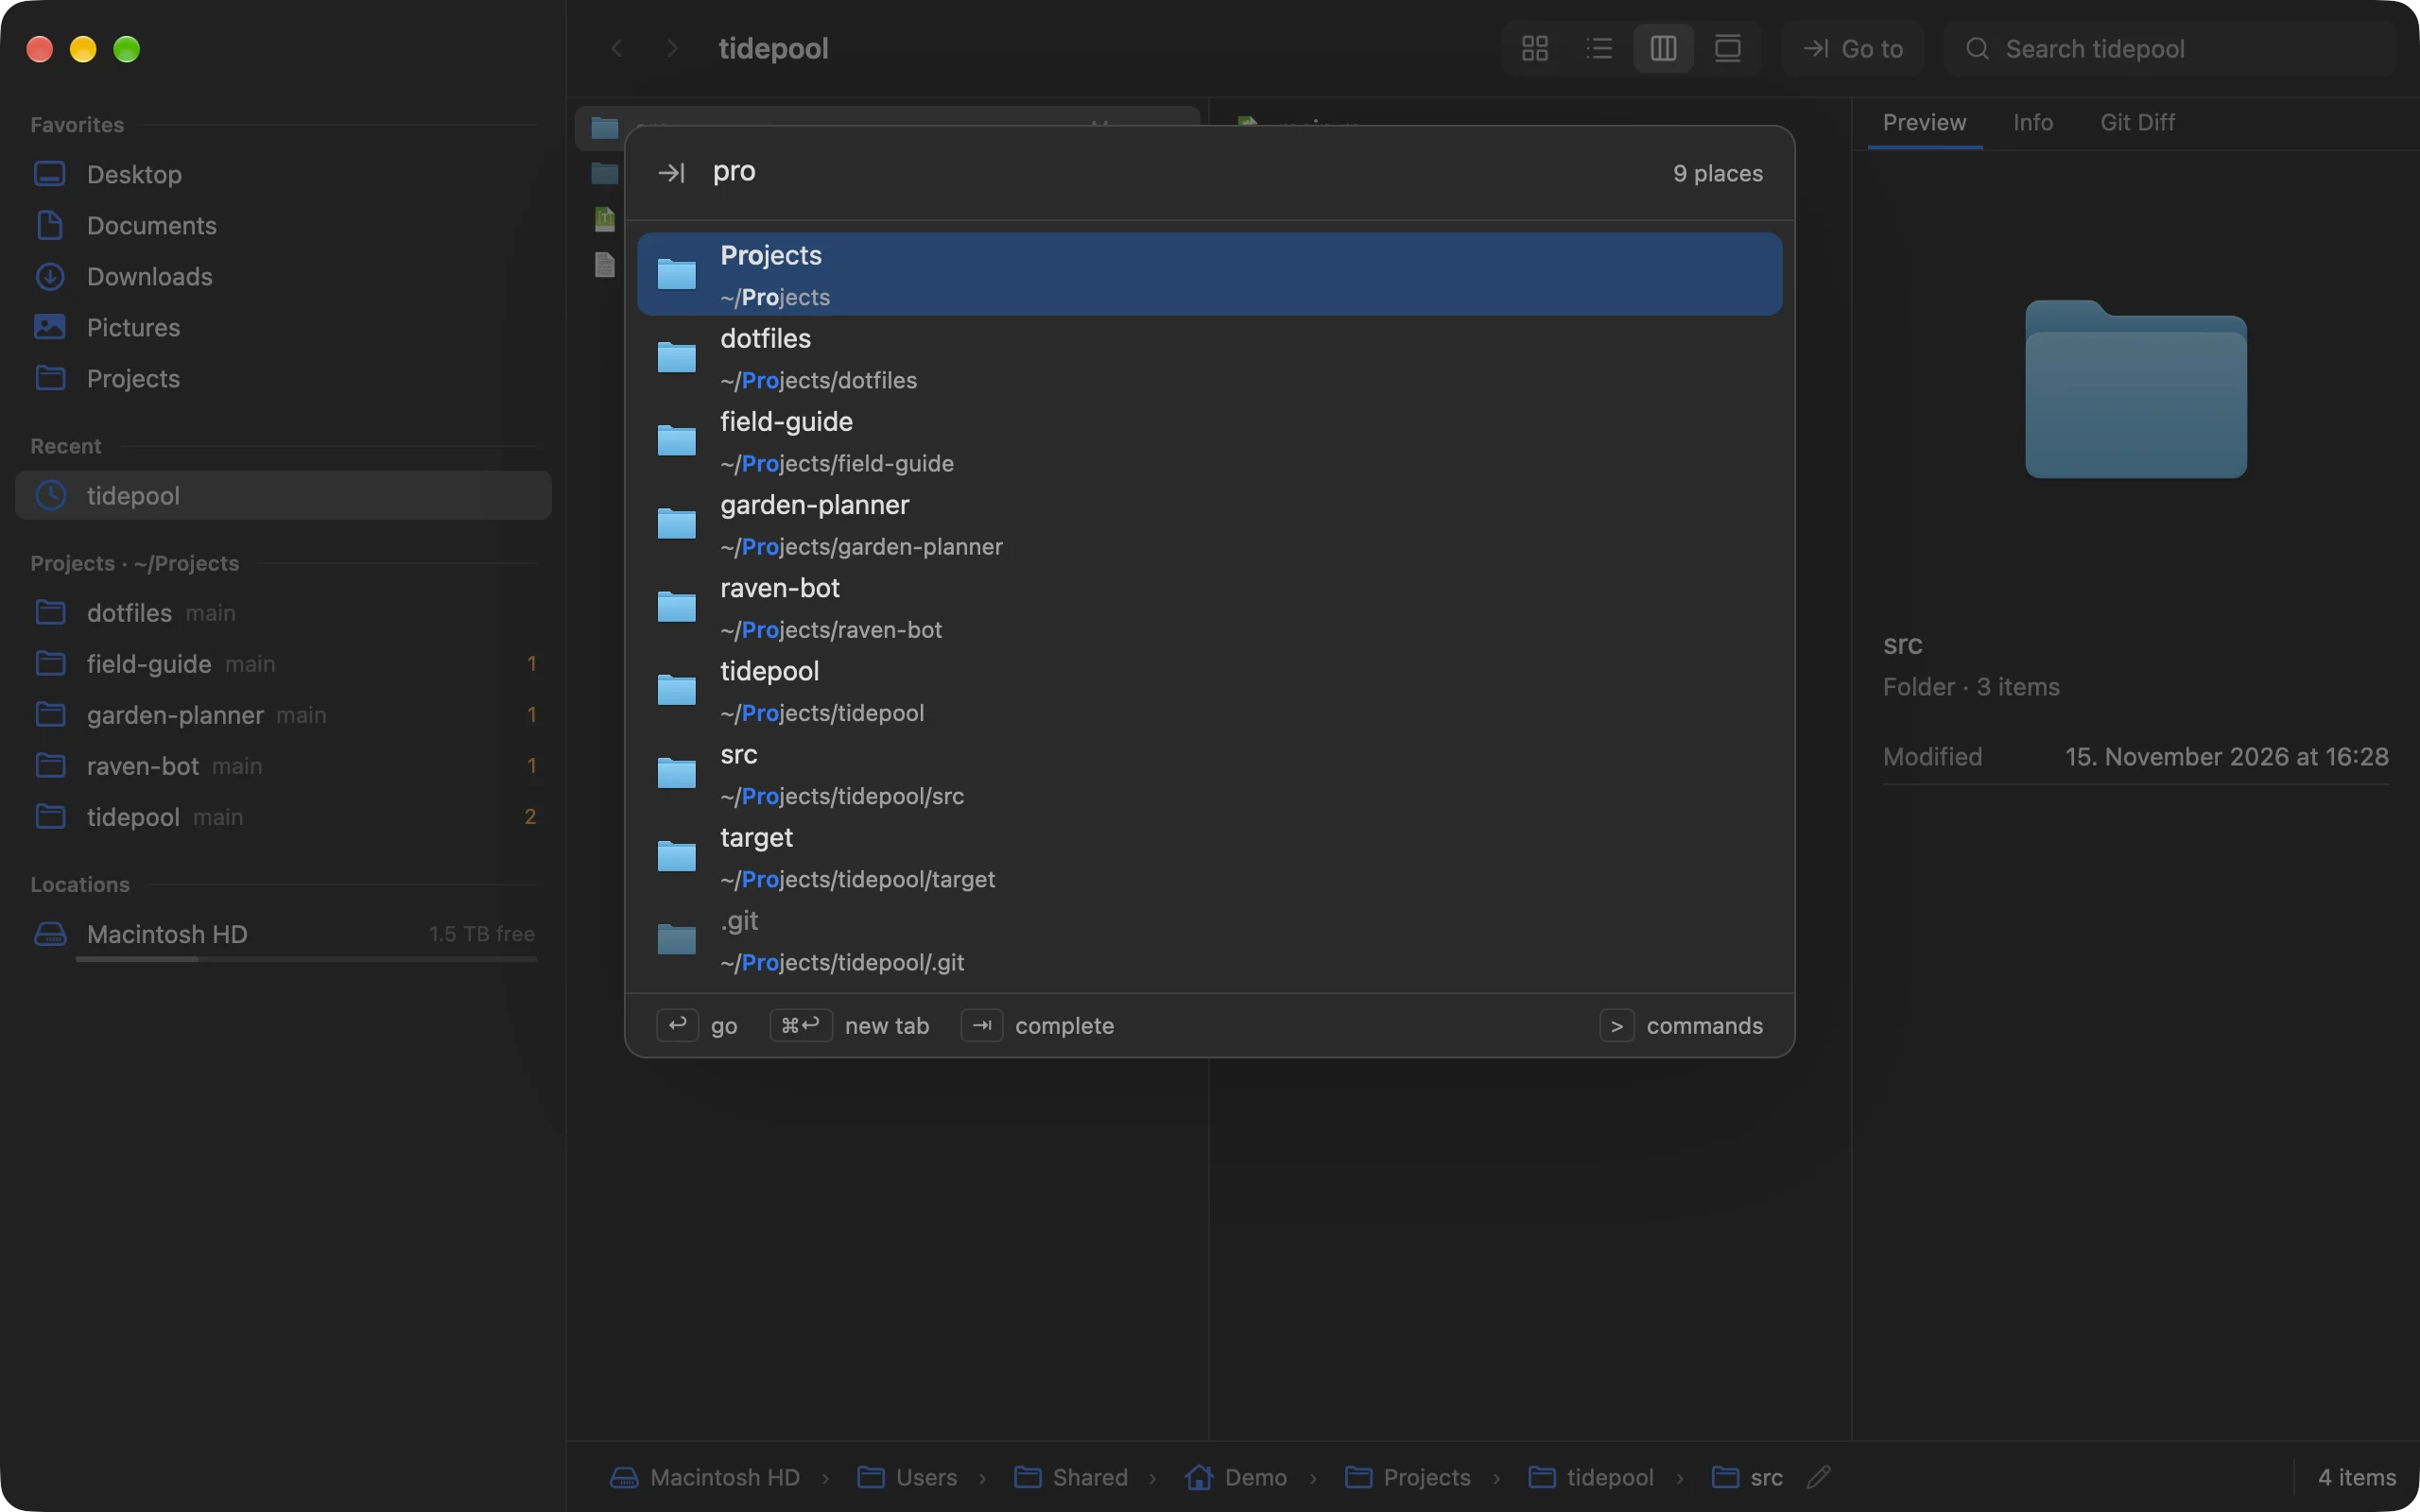 tidepool
Go to
Search tidepool
Favorites
Desktop
Documents
Downloads
Pictures
Projects
Recent
tidepool
Projects · ~/Projects
dotfiles main
field-guide main 1
garden-planner main 1
raven-bot main 1
tidepool main 2
Locations
Macintosh HD 1.5 TB free
pro
9 places
Projects
~/Projects
dotfiles
~/Projects/dotfiles
field-guide
~/Projects/field-guide
garden-planner
~/Projects/garden-planner
raven-bot
~/Projects/raven-bot
tidepool
~/Projects/tidepool
src
~/Projects/tidepool/src
target
~/Projects/tidepool/target
.git
~/Projects/tidepool/.git
↩ go ⌘↩ new tab ⇥ complete > commands
Preview Info Git Diff
src
Folder · 3 items
Modified 15. November 2026 at 16:28
Macintosh HD › Users › Shared › Demo › Projects › tidepool › src
4 items